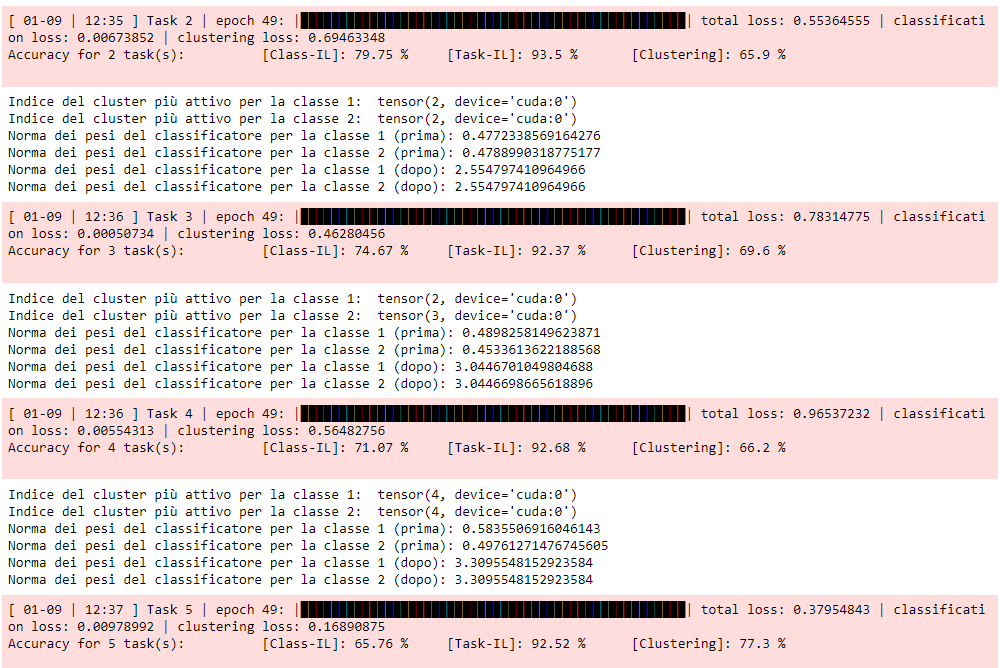 [ 01-09 | 12:35 ] Task 2 | epoch 49: || total loss: 0.55364555 | classificati
on loss: 0.00673852 | clustering loss: 0.69463348
Accuracy for 2 task(s): [Class-IL]: 79.75 % [Task-IL]: 93.5 % [Clustering]: 65.9 %
Indice del cluster più attivo per la classe 1: tensor(2, device='cuda:0')
Indice del cluster più attivo per la classe 2: tensor(2, device='cuda:0')
Norma dei pesi del classificatore per la classe 1 (prima): 0.4772338569164276
Norma dei pesi del classificatore per la classe 2 (prima): 0.4788990318775177
Norma dei pesi del classificatore per la classe 1 (dopo): 2.554797410964966
Norma dei pesi del classificatore per la classe 2 (dopo): 2.554797410964966
[ 01-09 | 12:36 ] Task 3 | epoch 49: || total loss: 0.78314775 | classificati
on loss: 0.00050734 | clustering loss: 0.46280456
Accuracy for 3 task(s): [Class-IL]: 74.67 % [Task-IL]: 92.37 % [Clustering]: 69.6 %
Indice del cluster più attivo per la classe 1: tensor(2, device='cuda:0')
Indice del cluster più attivo per la classe 2: tensor(3, device='cuda:0')
Norma dei pesi del classificatore per la classe 1 (prima): 0.4898258149623871
Norma dei pesi del classificatore per la classe 2 (prima): 0.4533613622188568
Norma dei pesi del classificatore per la classe 1 (dopo): 3.0446701049804688
Norma dei pesi del classificatore per la classe 2 (dopo): 3.0446698665618896
[ 01-09 | 12:36 ] Task 4 | epoch 49: || total loss: 0.96537232 | classificati
on loss: 0.00554313 | clustering loss: 0.56482756
Accuracy for 4 task(s): [Class-IL]: 71.07 % [Task-IL]: 92.68 % [Clustering]: 66.2 %
Indice del cluster più attivo per la classe 1: tensor(4, device='cuda:0')
Indice del cluster più attivo per la classe 2: tensor(4, device='cuda:0')
Norma dei pesi del classificatore per la classe 1 (prima): 0.5835506916046143
Norma dei pesi del classificatore per la classe 2 (prima): 0.49761271476745605
Norma dei pesi del classificatore per la classe 1 (dopo): 3.3095548152923584
Norma dei pesi del classificatore per la classe 2 (dopo): 3.3095548152923584
[ 01-09 | 12:37 ] Task 5 | epoch 49: || total loss: 0.37954843 | classificati
on loss: 0.00978992 | clustering loss: 0.16890875
Accuracy for 5 task(s): [Class-IL]: 65.76 % [Task-IL]: 92.52 % [Clustering]: 77.3 %